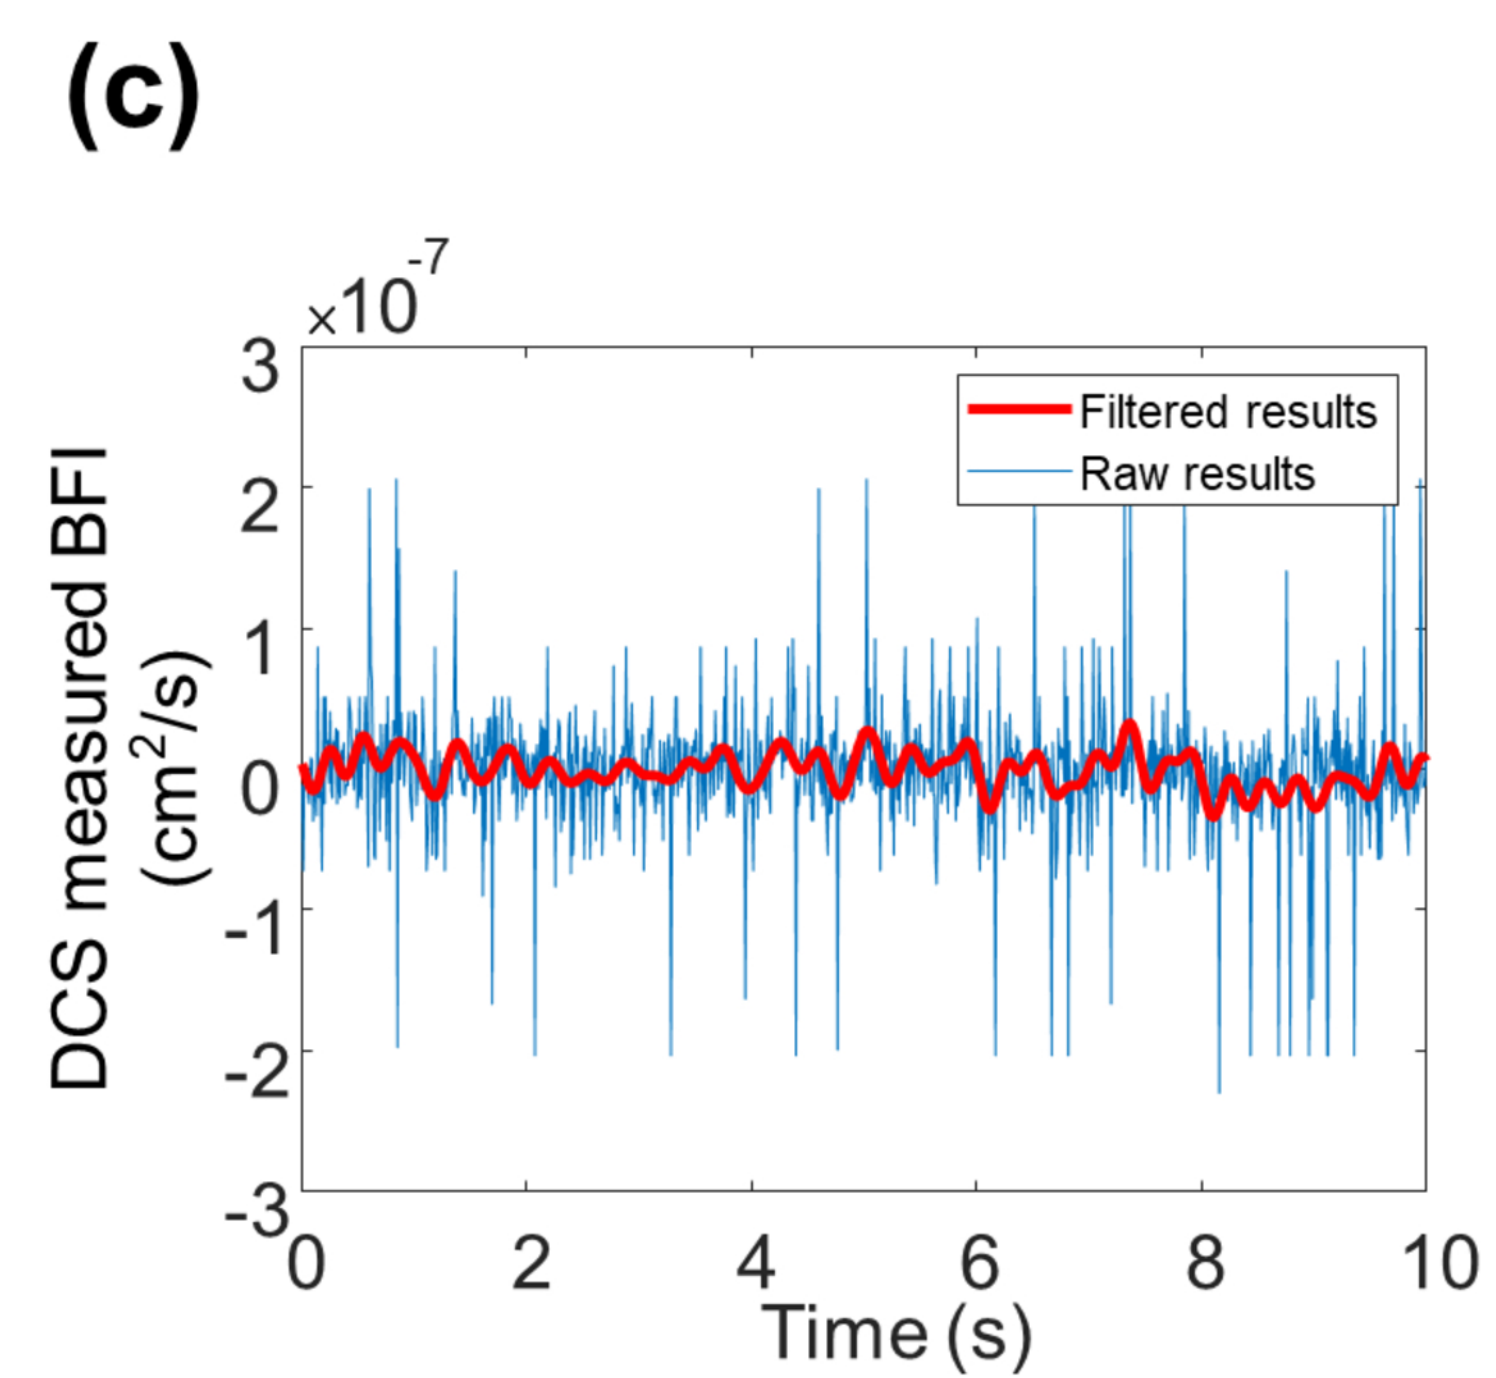 (c)
×10-7
3
2
1
0
-1
-2
-3
DCS measured BFI
(cm2/s)
Filtered results
Raw results
0 2 4 6 8 10
Time (s)